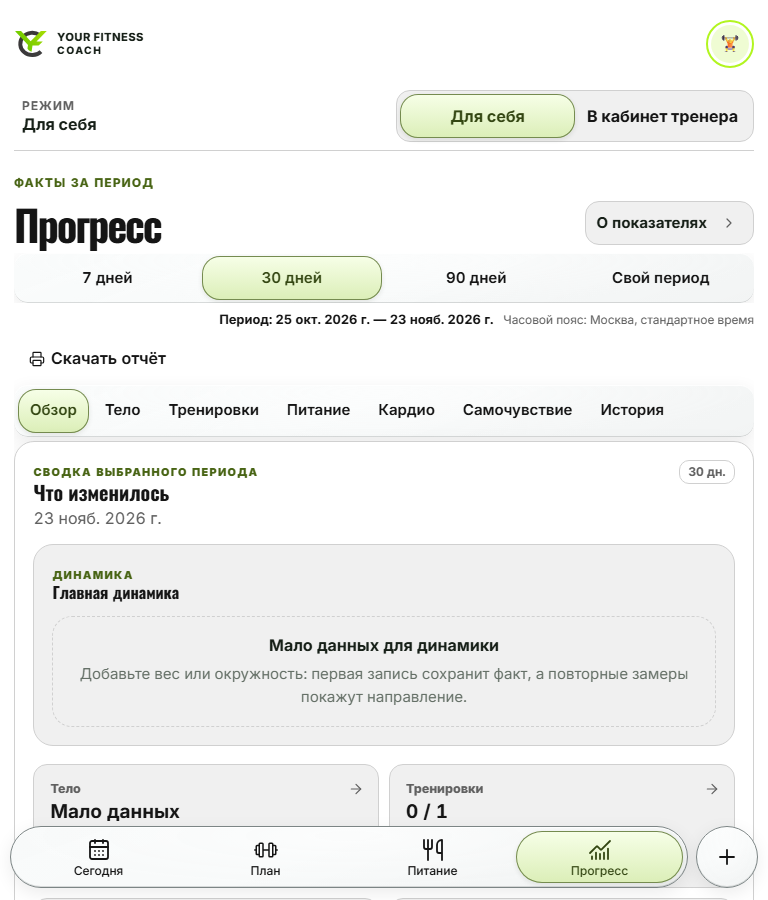 YOUR FITNESS
COACH
РЕЖИМ
Для себя
Для себя
В кабинет тренера
ФАКТЫ ЗА ПЕРИОД
Прогресс
О показателях
7 дней
30 дней
90 дней
Свой период
Период: 25 окт. 2026 г. — 23 нояб. 2026 г. Часовой пояс: Москва, стандартное время
Скачать отчёт
Обзор
Тело
Тренировки
Питание
Кардио
Самочувствие
История
СВОДКА ВЫБРАННОГО ПЕРИОДА
30 дн.
Что изменилось
23 нояб. 2026 г.
ДИНАМИКА
Главная динамика
Мало данных для динамики
Добавьте вес или окружность: первая запись сохранит факт, а повторные замеры
покажут направление.
Тело
Мало данных
Тренировки
0 / 1
Сегодня
План
Питание
Прогресс